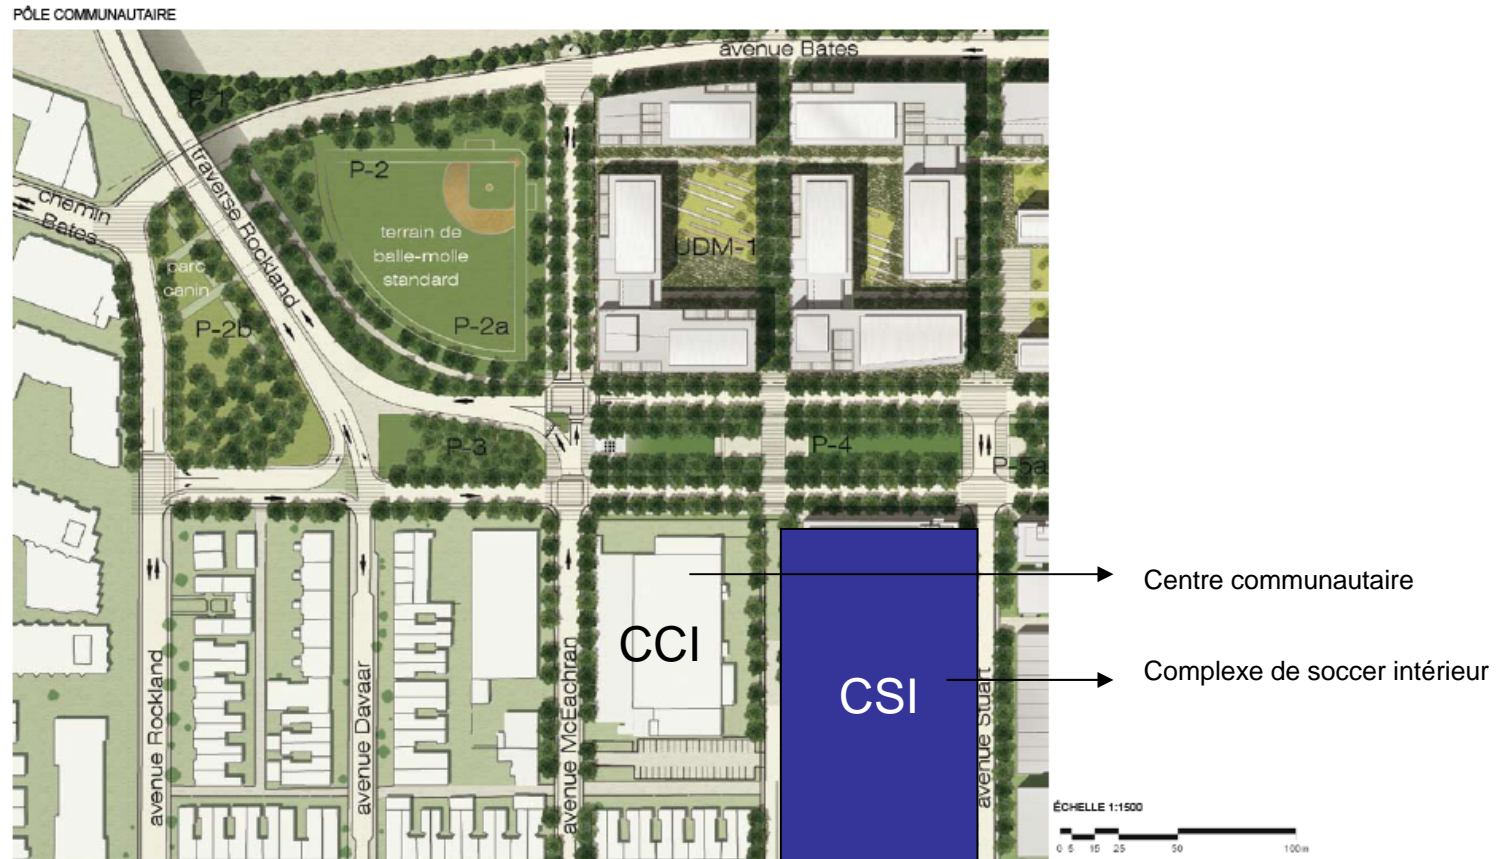 PÔLE COMMUNAUTAIRE
avenue Bates
P-1
traverse Rockland
P-2
terrain de
balle-molle
standard
P-2a
chemin
Bates
parc
canin
P-2b
UDM-1
P-3
P-4
P-5a
avenue Rockland
avenue Davaar
avenue McEachran
avenue Stuart
CCI
CSI
Centre communautaire
Complexe de soccer intérieur
ÉCHELLE 1:1500
0 5 15 25 50 100m